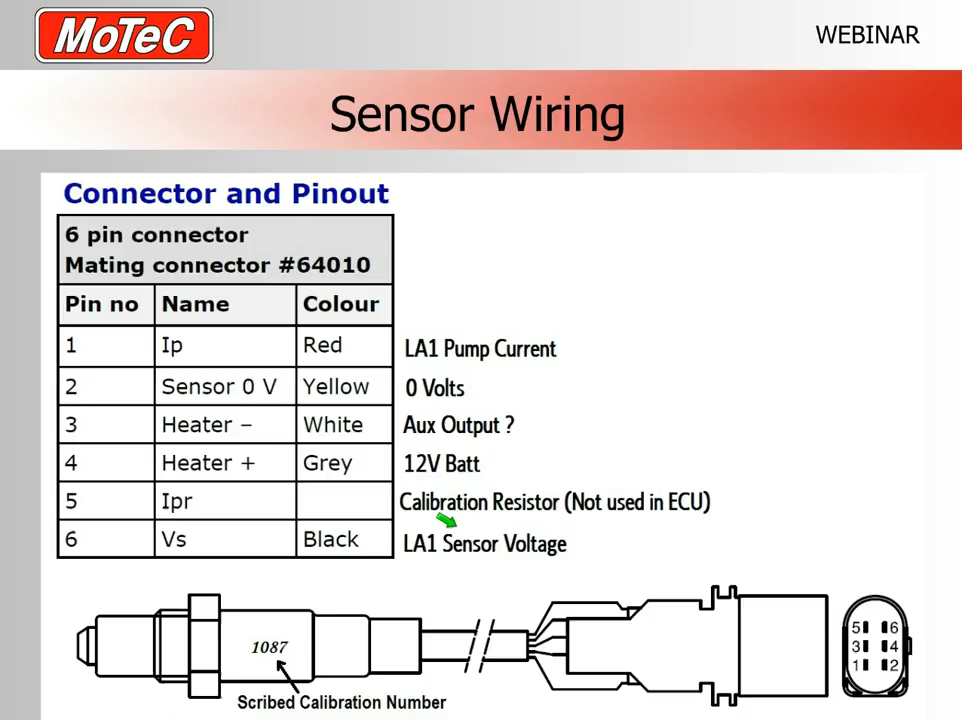 MoTeC
WEBINAR
Sensor Wiring
Connector and Pinout
6 pin connector
Mating connector #64010
Pin no Name Colour
1 Ip Red LA1 Pump Current
2 Sensor 0 V Yellow 0 Volts
3 Heater – White Aux Output ?
4 Heater + Grey 12V Batt
5 Ipr Calibration Resistor (Not used in ECU)
6 Vs Black LA1 Sensor Voltage
1087
Scribed Calibration Number
5 6
3 4
1 2